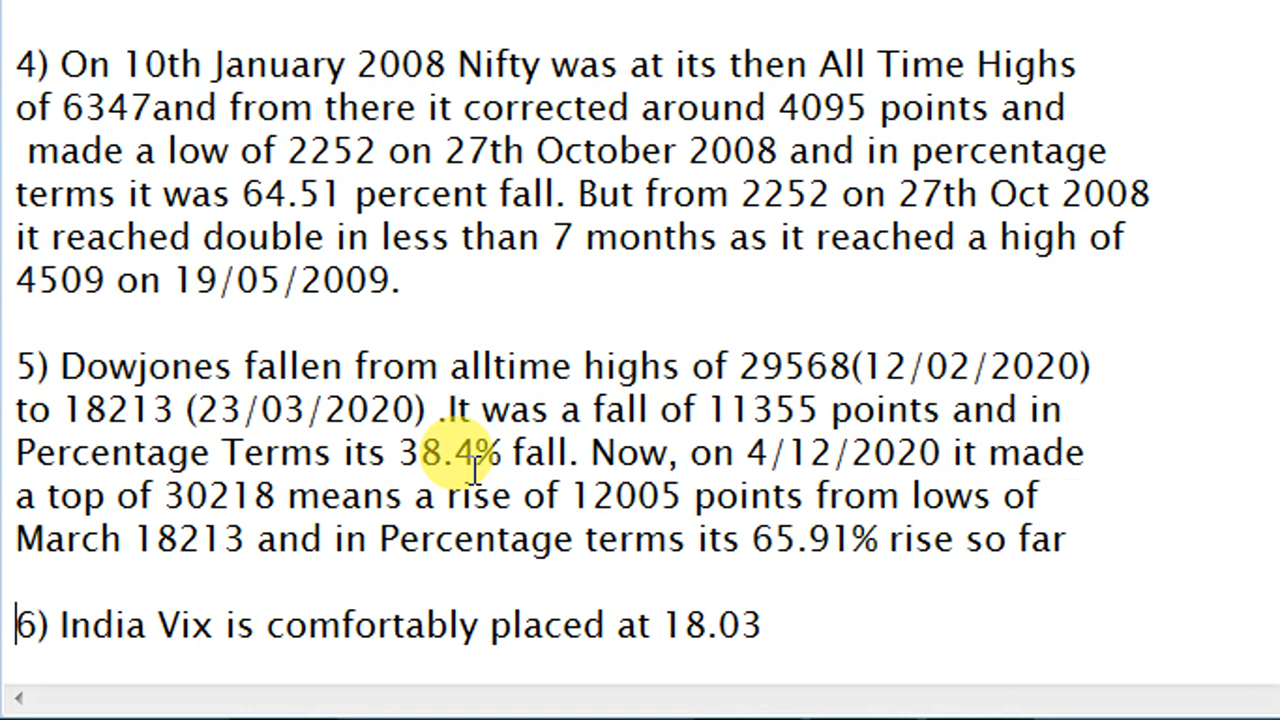 4) On 10th January 2008 Nifty was at its then All Time Highs
of 6347and from there it corrected around 4095 points and
made a low of 2252 on 27th October 2008 and in percentage
terms it was 64.51 percent fall. But from 2252 on 27th Oct 2008
it reached double in less than 7 months as it reached a high of
4509 on 19/05/2009.
5) Dowjones fallen from alltime highs of 29568(12/02/2020)
to 18213 (23/03/2020) .It was a fall of 11355 points and in
Percentage Terms its 38.4% fall. Now, on 4/12/2020 it made
a top of 30218 means a rise of 12005 points from lows of
March 18213 and in Percentage terms its 65.91% rise so far
6) India Vix is comfortably placed at 18.03